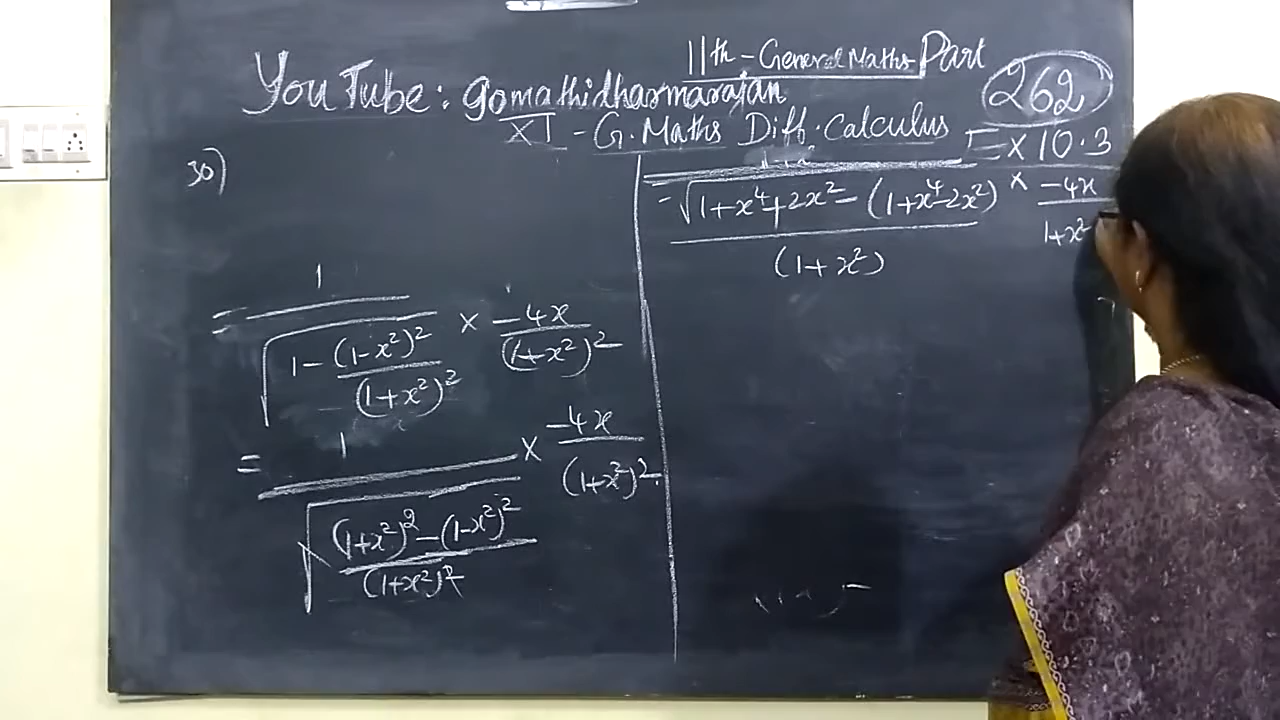 11th - General Maths Part
YouTube: gomathidharmarajan
262
XI - G. Maths Diff. Calculus
Ex 10.3
30)
= 1 / √(1 - (1-x²)² / (1+x²)²) × -4x / (1+x²)²
= 1 / √(((1+x²)² - (1-x²)²) / (1+x²)²) × -4x / (1+x²)²
√(1+x⁴+2x² - (1+x⁴-2x²)) / (1+x²) × -4x / 1+x²